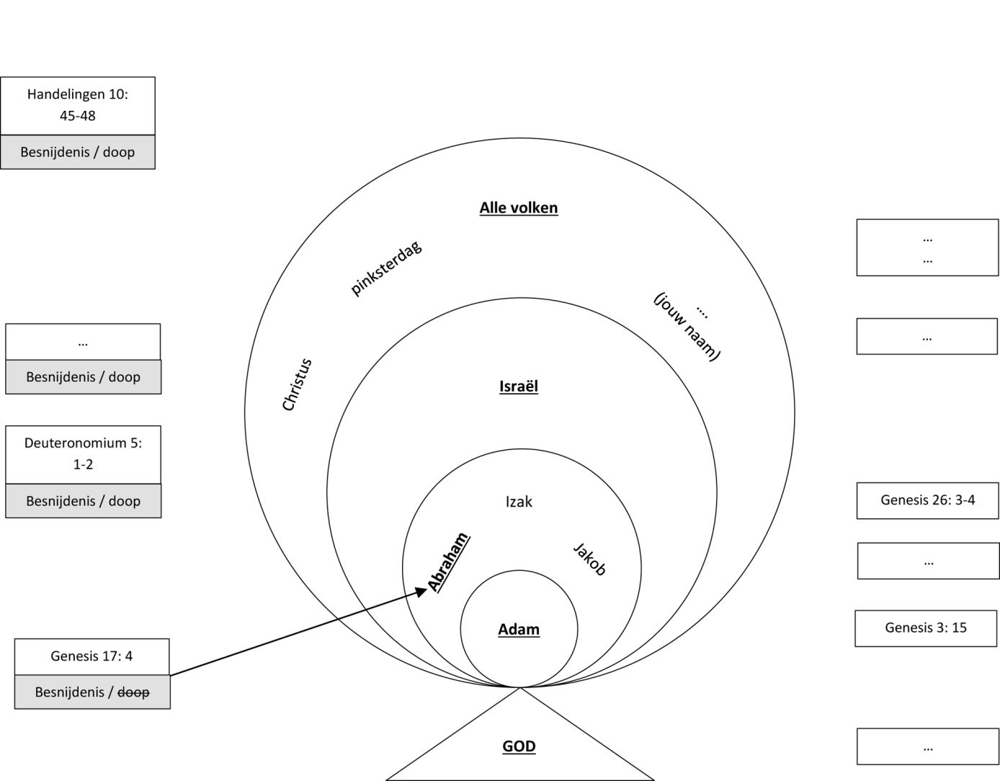 Handelingen 10:
45-48
Besnijdenis / doop
...
Besnijdenis / doop
Deuteronomium 5:
1-2
Besnijdenis / doop
Genesis 17: 4
Besnijdenis / doop
Alle volken
pinksterdag
Christus
....
(jouw naam)
Israël
Izak
Abraham
Jakob
Adam
GOD
...
...
...
Genesis 26: 3-4
...
Genesis 3: 15
...